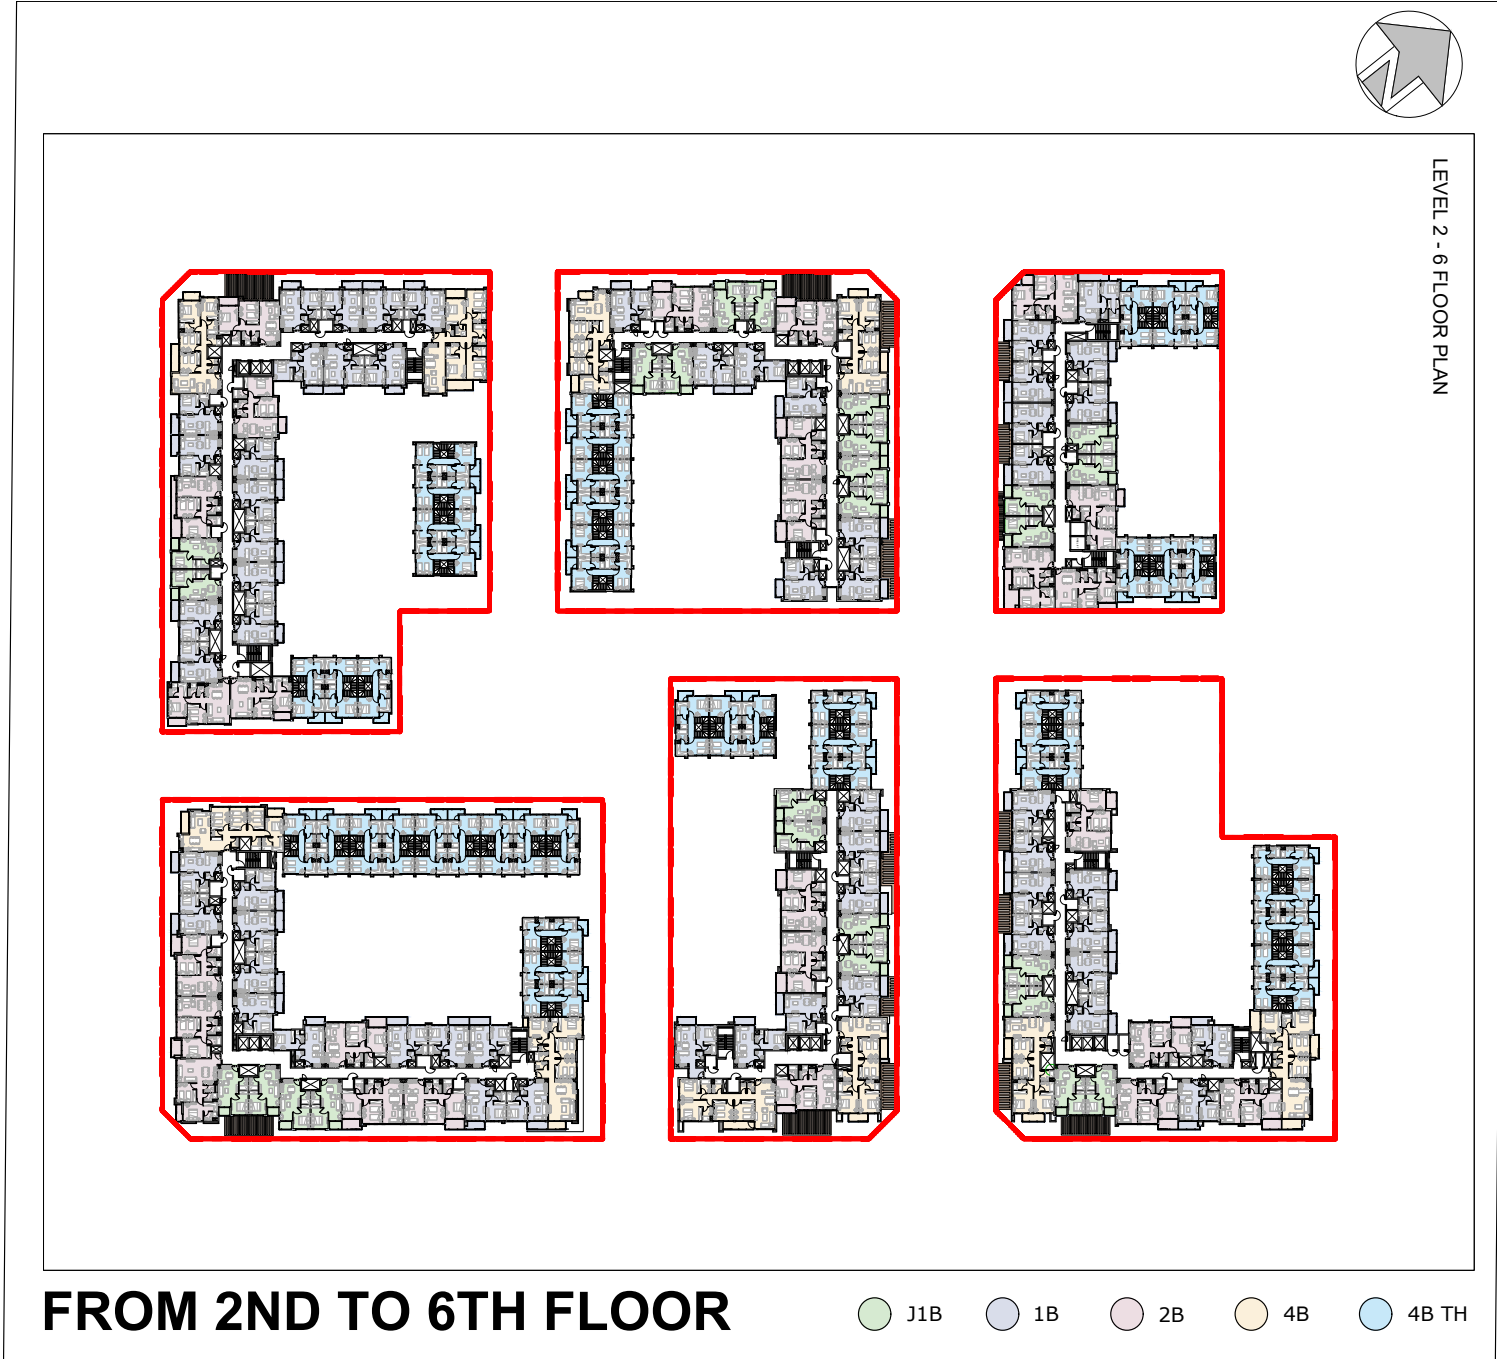 LEVEL 2 - 6 FLOOR PLAN
FROM 2ND TO 6TH FLOOR
J1B
1B
2B
4B
4B TH